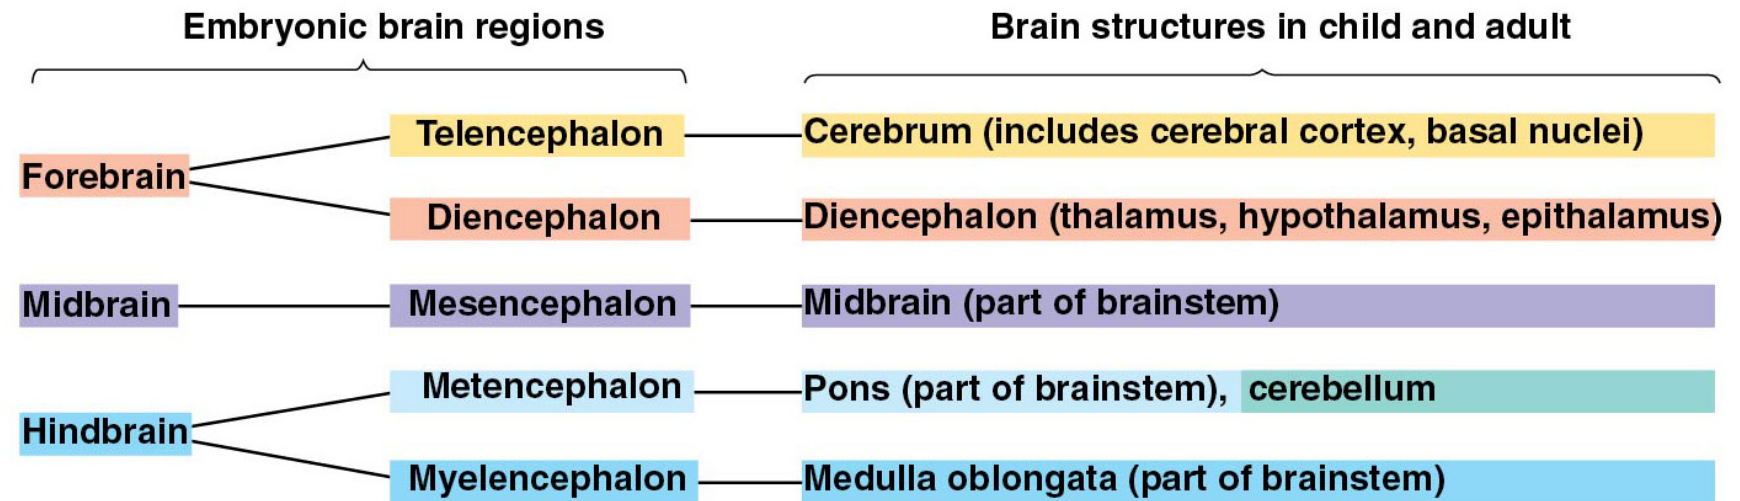 Embryonic brain regions
Brain structures in child and adult
Forebrain
Telencephalon
Cerebrum (includes cerebral cortex, basal nuclei)
Diencephalon
Diencephalon (thalamus, hypothalamus, epithalamus)
Midbrain
Mesencephalon
Midbrain (part of brainstem)
Hindbrain
Metencephalon
Pons (part of brainstem), cerebellum
Myelencephalon
Medulla oblongata (part of brainstem)